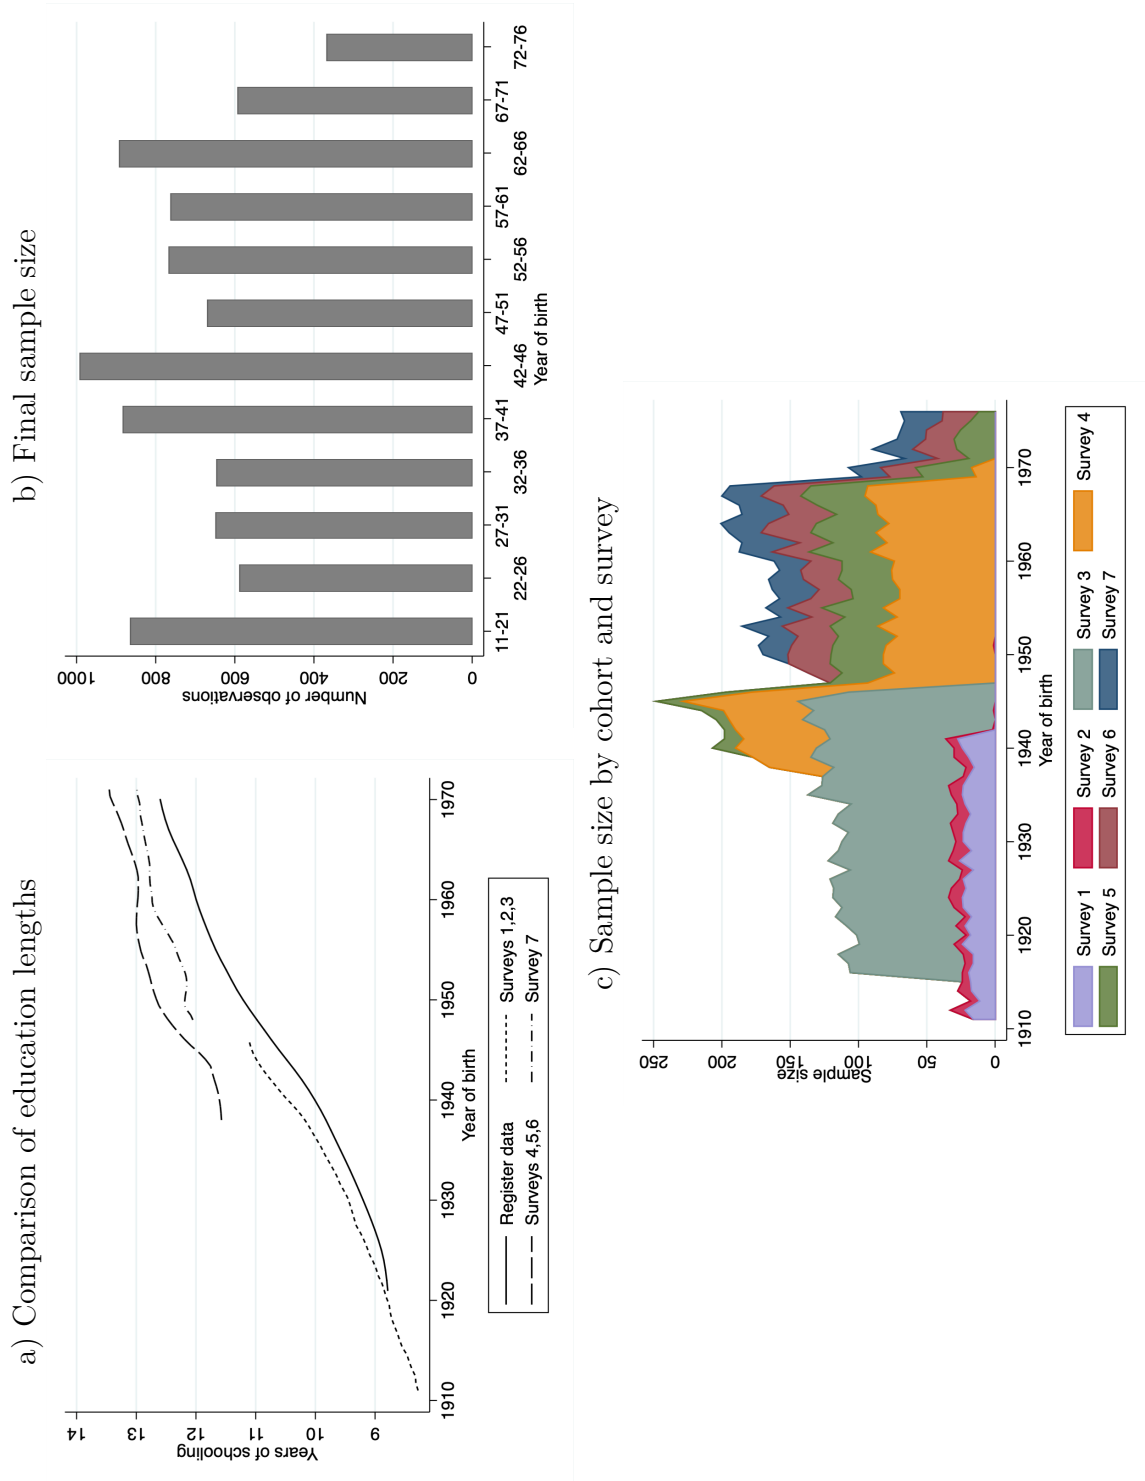 a) Comparison of education lengths
Years of schooling
14
13
12
11
10
9
1910
1920
1930
1940
1950
1960
1970
Year of birth
Register data
Surveys 1,2,3
Surveys 4,5,6
Survey 7
b) Final sample size
Number of observations
1000
800
600
400
200
0
11-21
22-26
27-31
32-36
37-41
42-46
47-51
52-56
57-61
62-66
67-71
72-76
Year of birth
c) Sample size by cohort and survey
Sample size
250
200
150
100
50
0
1910
1920
1930
1940
1950
1960
1970
Year of birth
Survey 1
Survey 2
Survey 3
Survey 4
Survey 5
Survey 6
Survey 7